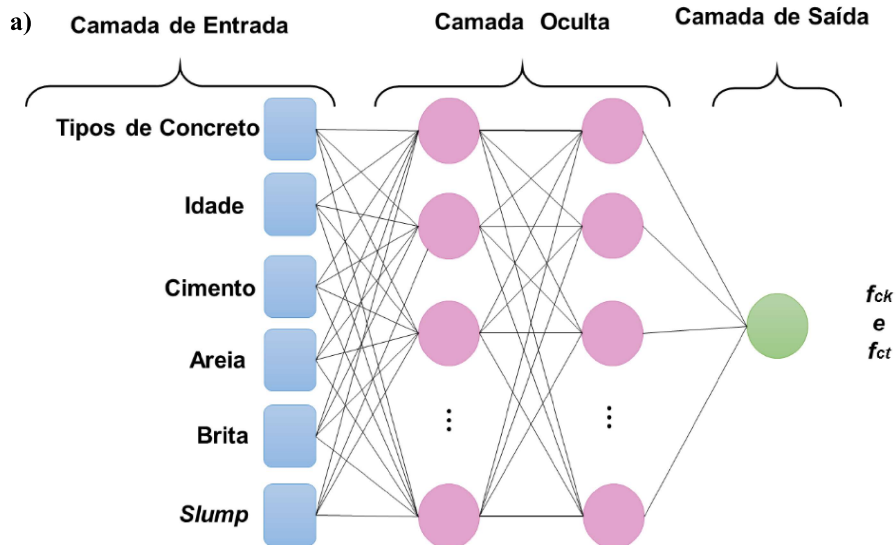 a)
Camada de Entrada
Camada Oculta
Camada de Saída
Tipos de Concreto
Idade
Cimento
Areia
Brita
Slump
fck
e
fct